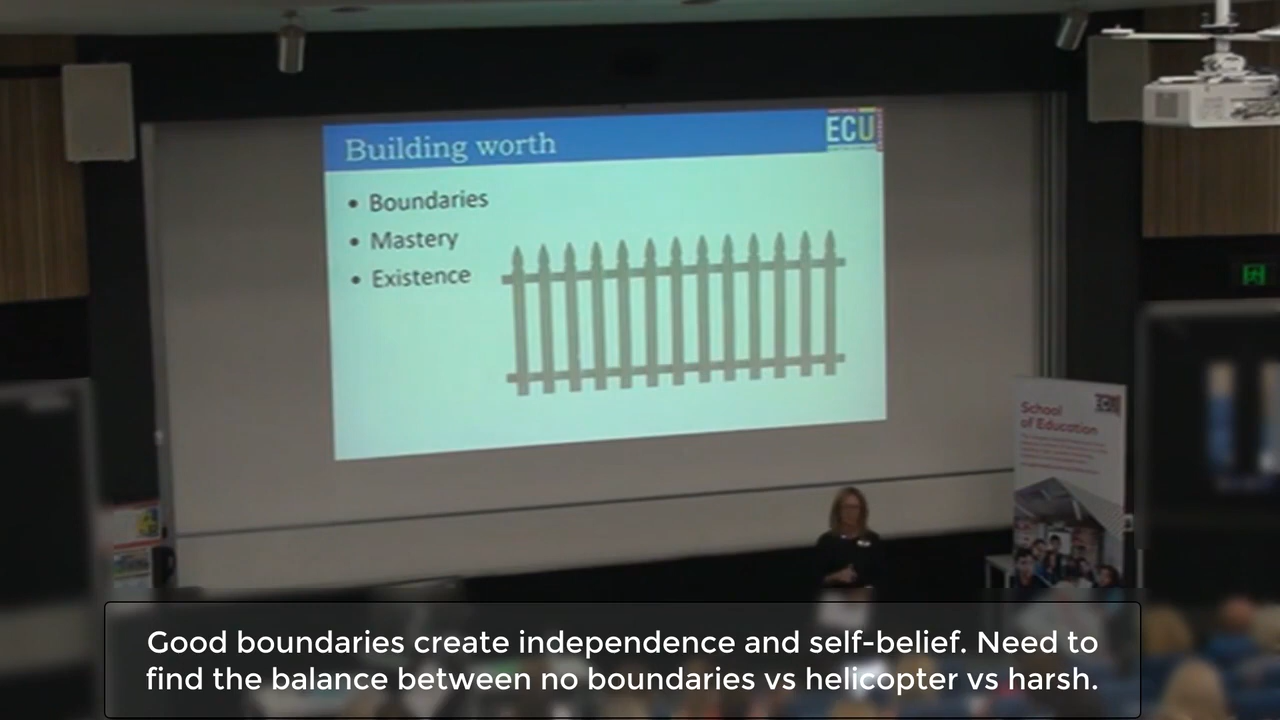 Building worth
ECU
• Boundaries
• Mastery
• Existence
School
of Education
Good boundaries create independence and self-belief. Need to
find the balance between no boundaries vs helicopter vs harsh.